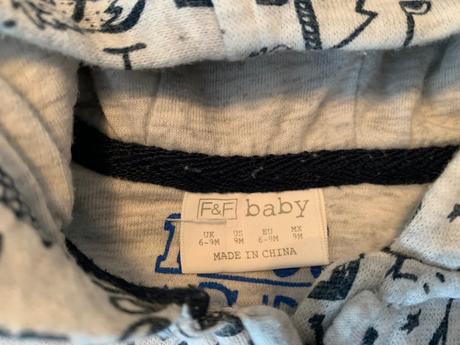 F&F baby
UK US EU MX
6-9M 9M 6-9M 9M
MADE IN CHINA